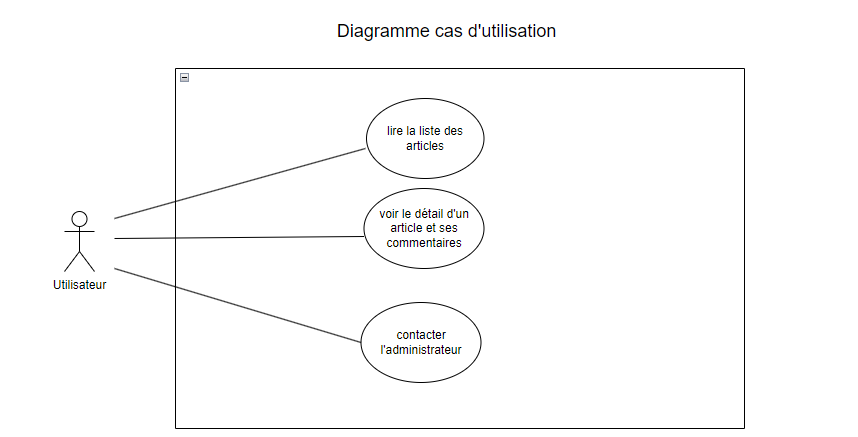 Diagramme cas d'utilisation
lire la liste des
articles
voir le détail d'un
article et ses
commentaires
Utilisateur
contacter
l'administrateur